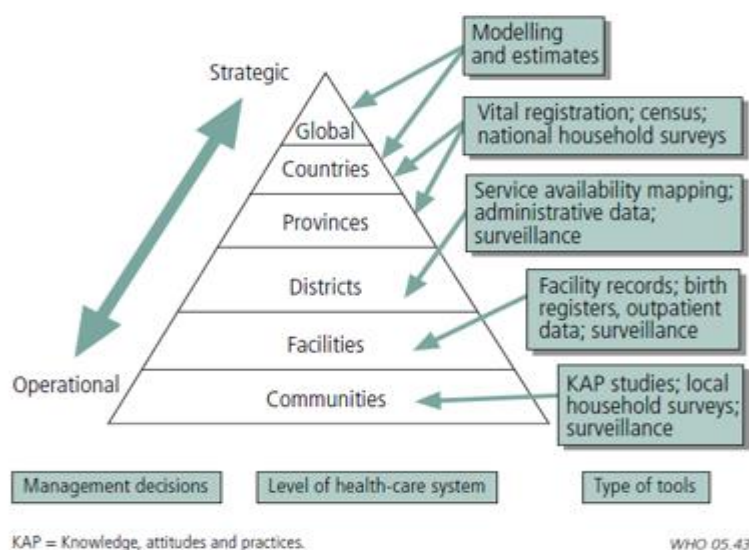 Modelling
and estimates
Strategic
Global
Vital registration; census;
national household surveys
Countries
Service availability mapping;
administrative data;
surveillance
Provinces
Districts
Facility records; birth
registers, outpatient
data; surveillance
Facilities
Operational
Communities
KAP studies; local
household surveys;
surveillance
Management decisions
Level of health-care system
Type of tools
KAP = Knowledge, attitudes and practices.
WHO 05.43